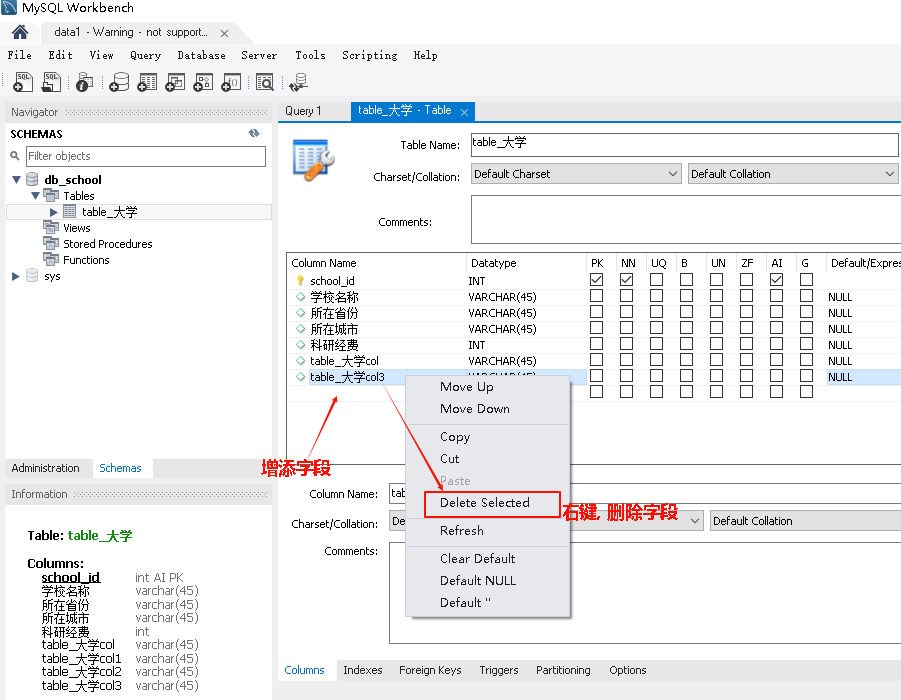 MySQL Workbench
data1 - Warning - not support...
File Edit View Query Database Server Tools Scripting Help
Navigator
SCHEMAS
Filter objects
db_school
Tables
table_大学
Views
Stored Procedures
Functions
sys
Administration Schemas
Information
Table: table_大学
Columns:
school_id int AI PK
学校名称 varchar(45)
所在省份 varchar(45)
所在城市 varchar(45)
科研经费 int
table_大学col varchar(45)
table_大学col1 varchar(45)
table_大学col2 varchar(45)
table_大学col3 varchar(45)
Query 1 table_大学 - Table
Table Name: table_大学
Charset/Collation: Default Charset Default Collation
Comments:
Column Name Datatype PK NN UQ B UN ZF AI G Default/Expres
school_id INT
学校名称 VARCHAR(45) NULL
所在省份 VARCHAR(45) NULL
所在城市 VARCHAR(45) NULL
科研经费 INT NULL
table_大学col VARCHAR(45) NULL
table_大学col3 VARCHAR(45) NULL
Move Up
Move Down
Copy
Cut
Paste
Delete Selected
Refresh
Clear Default
Default NULL
Default ''
增添字段
右键, 删除字段
Column Name: tab
Charset/Collation: De Default Collation
Comments:
Columns Indexes Foreign Keys Triggers Partitioning Options